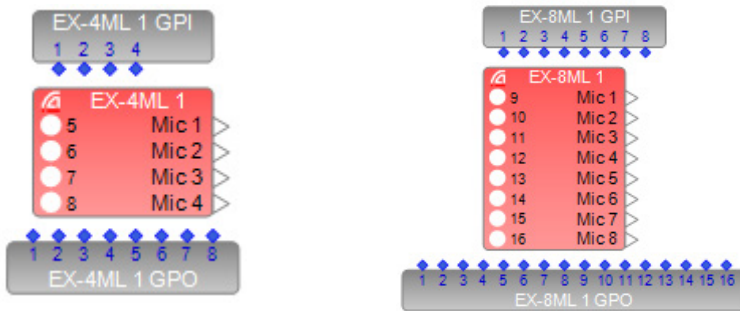 EX-4ML 1 GPI
1 2 3 4
EX-4ML 1
5 Mic 1
6 Mic 2
7 Mic 3
8 Mic 4
1 2 3 4 5 6 7 8
EX-4ML 1 GPO
EX-8ML 1 GPI
1 2 3 4 5 6 7 8
EX-8ML 1
9 Mic 1
10 Mic 2
11 Mic 3
12 Mic 4
13 Mic 5
14 Mic 6
15 Mic 7
16 Mic 8
1 2 3 4 5 6 7 8 9 10 11 12 13 14 15 16
EX-8ML 1 GPO